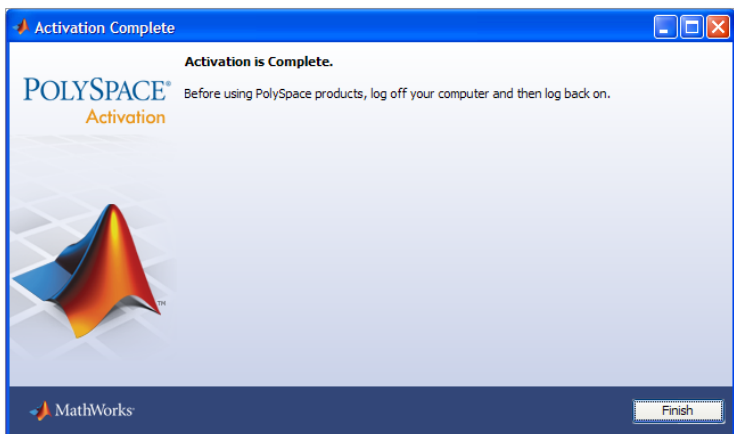 Activation Complete
Activation is Complete.
POLYSPACE®
Activation
Before using PolySpace products, log off your computer and then log back on.
TM
MathWorks®
Finish